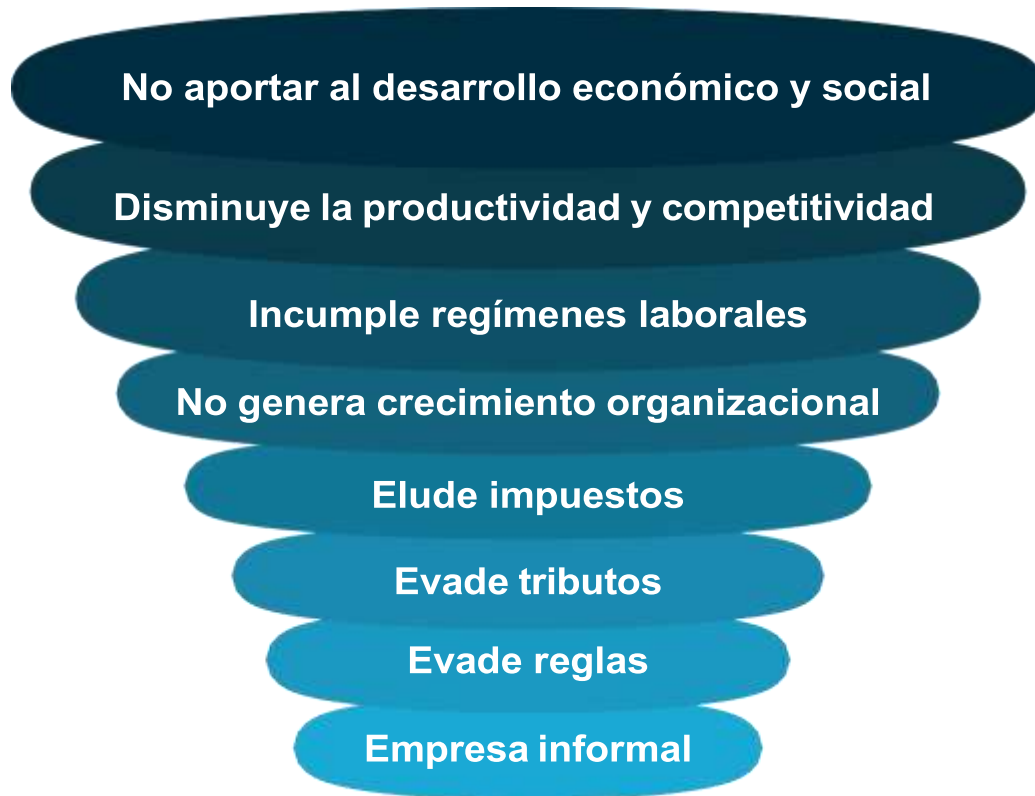 No aportar al desarrollo económico y social
Disminuye la productividad y competitividad
Incumple regímenes laborales
No genera crecimiento organizacional
Elude impuestos
Evade tributos
Evade reglas
Empresa informal